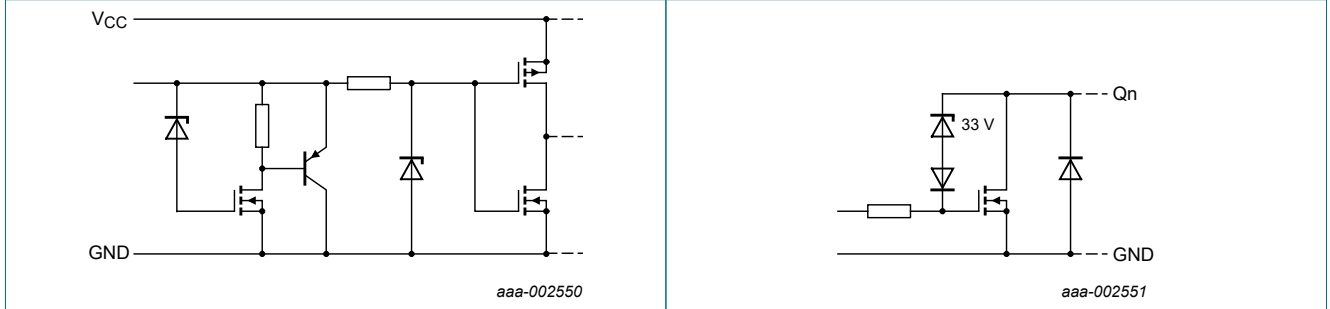 VCC
GND
aaa-002550
Qn
33 V
GND
aaa-002551